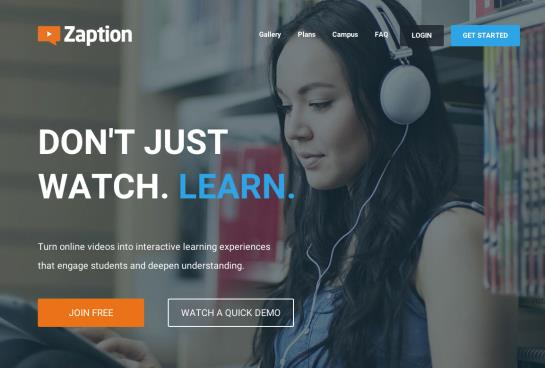 Zaption
Gallery Plans Campus FAQ LOGIN GET STARTED
DON'T JUST
WATCH. LEARN.
Turn online videos into interactive learning experiences
that engage students and deepen understanding.
JOIN FREE WATCH A QUICK DEMO